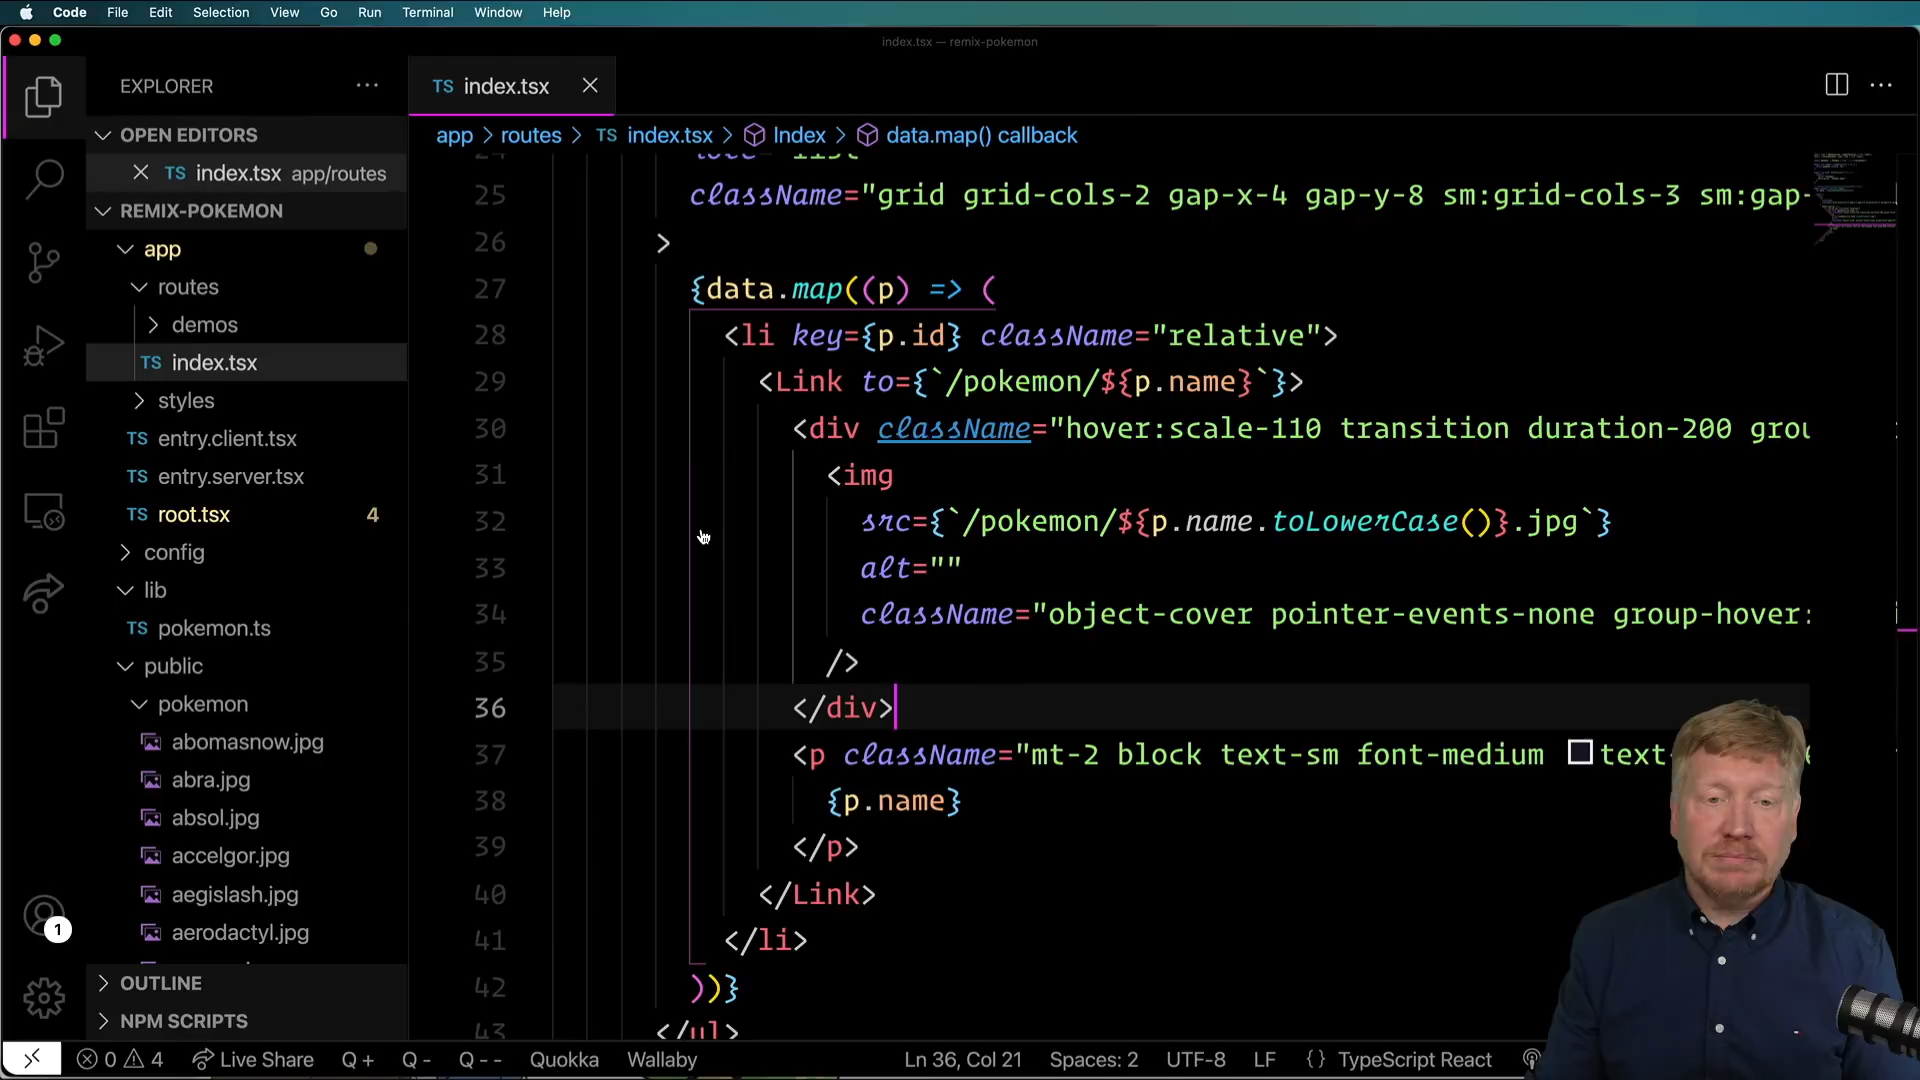 Code File Edit Selection View Go Run Terminal Window Help
index.tsx — remix-pokemon
EXPLORER
TS index.tsx
OPEN EDITORS
app > routes > TS index.tsx > Index > data.map() callback
TS index.tsx app/routes
25 className="grid grid-cols-2 gap-x-4 gap-y-8 sm:grid-cols-3 sm:gap-
REMIX-POKEMON
26 >
app
27 {data.map((p) => (
routes
28 <li key={p.id} className="relative">
demos
TS index.tsx
29 <Link to={`/pokemon/${p.name}`}>
styles
30 <div className="hover:scale-110 transition duration-200 grou
TS entry.client.tsx
31 <img
TS entry.server.tsx
32 src={`/pokemon/${p.name.toLowerCase()}.jpg`}
TS root.tsx 4
33 alt=""
config
34 className="object-cover pointer-events-none group-hover:
lib
35 />
TS pokemon.ts
36 </div>
public
37 <p className="mt-2 block text-sm font-medium text-
pokemon
38 {p.name}
abomasnow.jpg
39 </p>
abra.jpg
40 </Link>
absol.jpg
41 </li>
accelgor.jpg
42 ))}
aegislash.jpg
43 </ul>
aerodactyl.jpg
1
OUTLINE
NPM SCRIPTS
0 4 Live Share Q + Q - Q - - Quokka Wallaby Ln 36, Col 21 Spaces: 2 UTF-8 LF {} TypeScript React